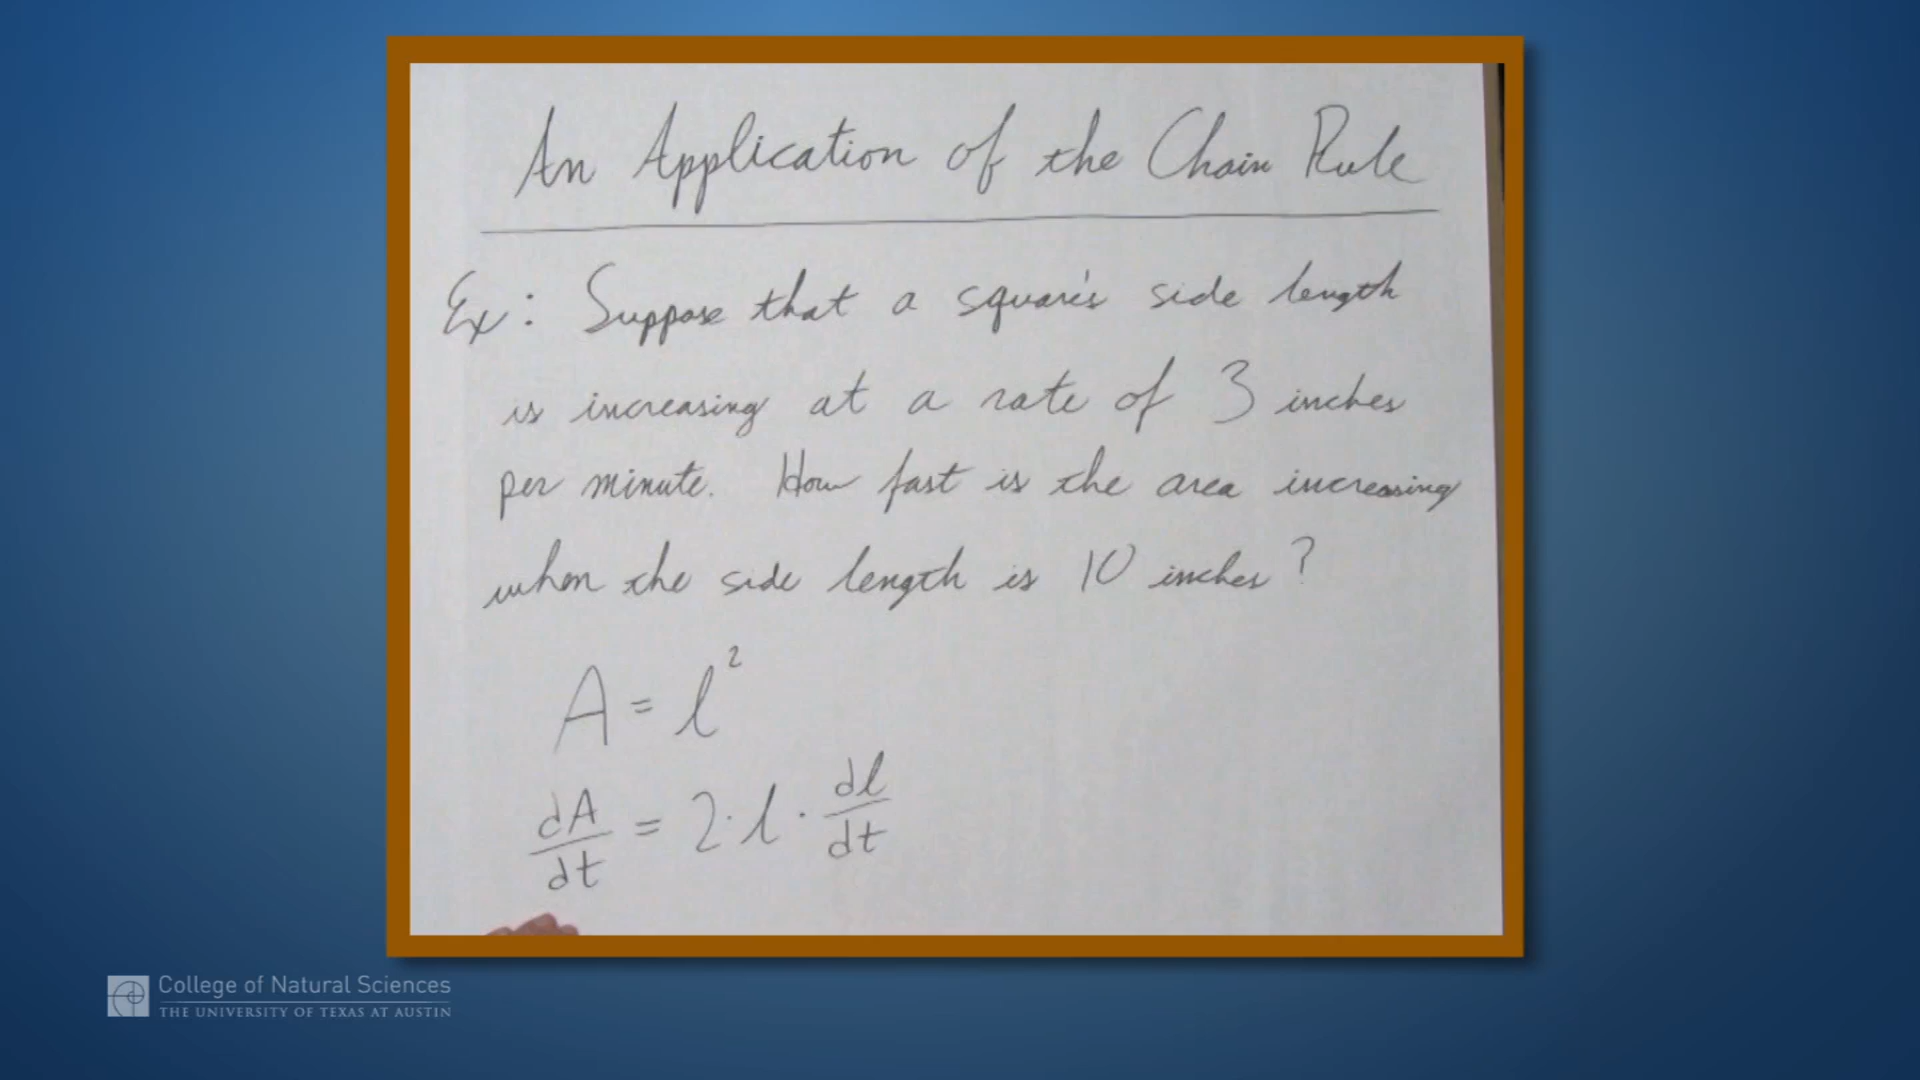 An Application of the Chain Rule
Ex: Suppose that a square's side length
is increasing at a rate of 3 inches
per minute. How fast is the area increasing
when the side length is 10 inches?
A = l²
dA/dt = 2·l·dl/dt
College of Natural Sciences
THE UNIVERSITY OF TEXAS AT AUSTIN